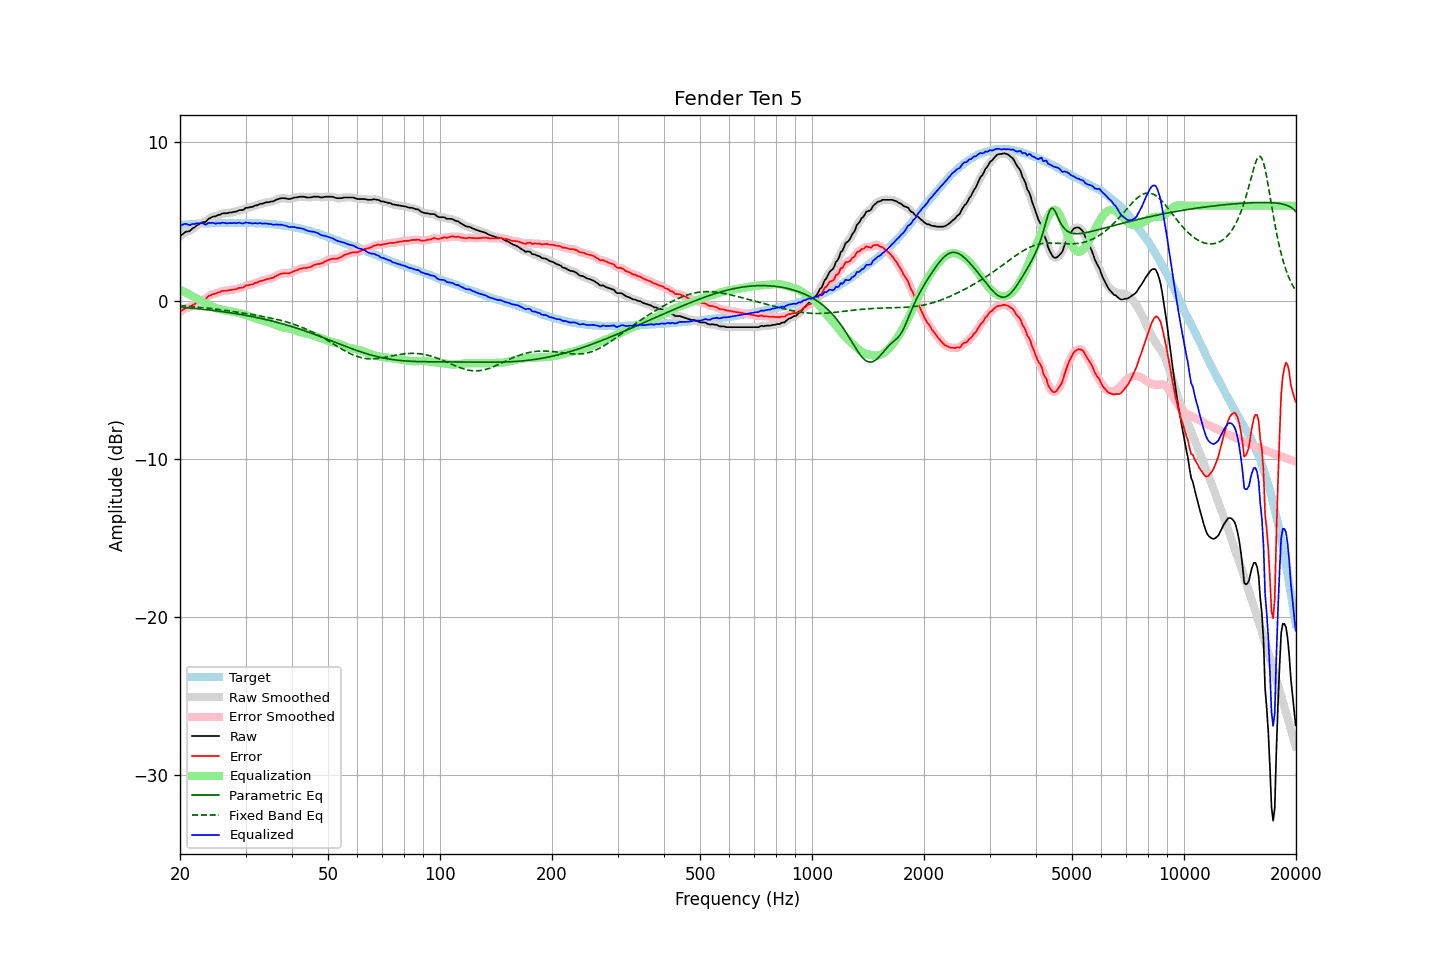 Fender Ten 5
10
0
−10
−20
−30
Amplitude (dBr)
Target
Raw Smoothed
Error Smoothed
Raw
Error
Equalization
Parametric Eq
Fixed Band Eq
Equalized
20 50 100 200 500 1000 2000 5000 10000 20000
Frequency (Hz)